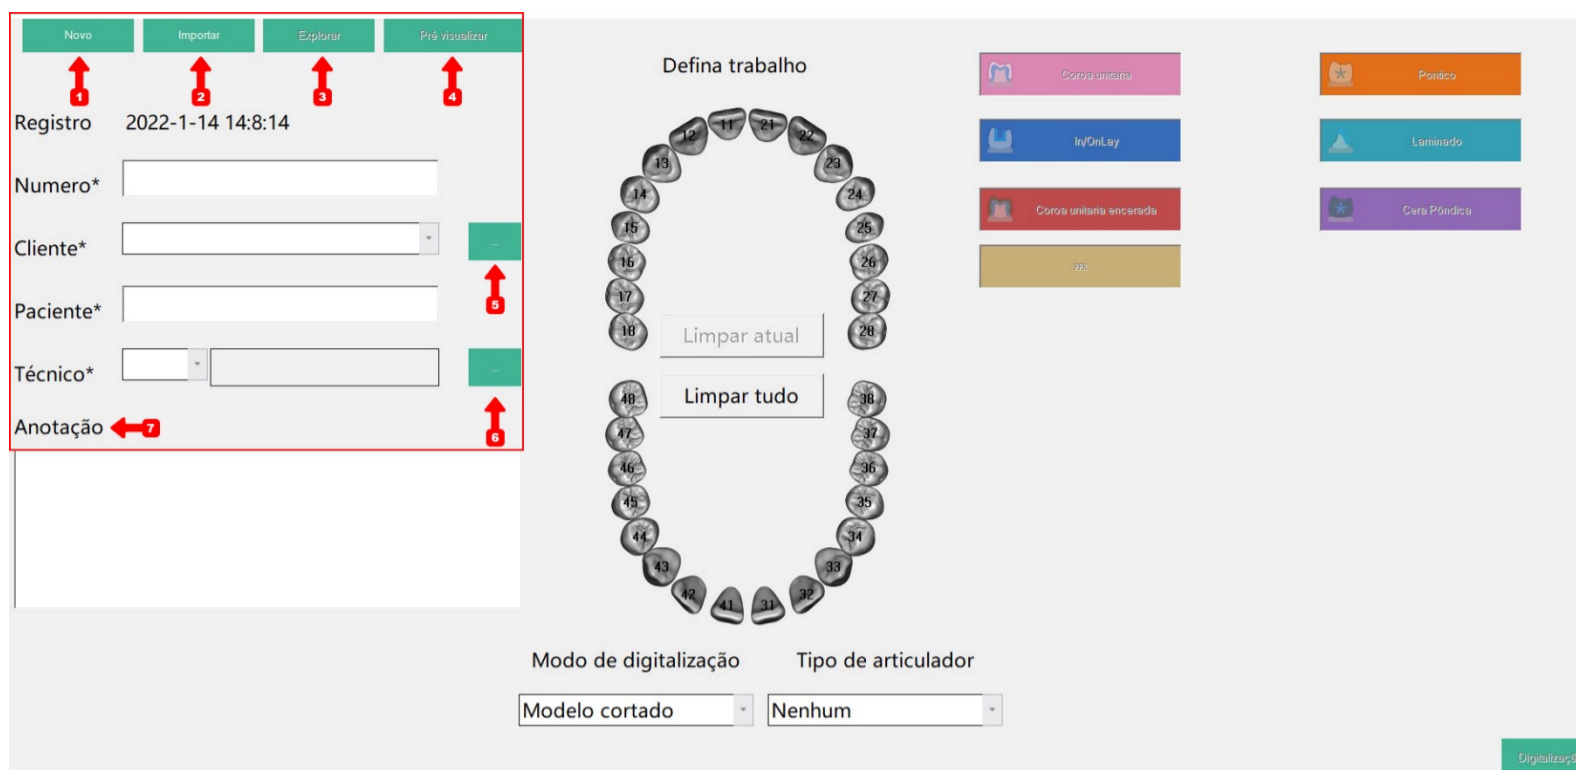 Novo
Importar
Explorar
Pré visualizar
1
2
3
4
Registro 2022-1-14 14:8:14
Numero*
Cliente*
...
5
Paciente*
Técnico*
...
6
Anotação
7
Defina trabalho
11
21
12
22
13
23
14
24
15
25
16
26
17
27
18
28
Limpar atual
Limpar tudo
48
38
47
37
46
36
45
35
44
34
43
33
42
32
41
31
Modo de digitalização
Tipo de articulador
Modelo cortado
Nenhum
Coroa unitaria
Pontico
In/OnLay
Laminado
Coroa unitaria encerada
Cera Pôndica